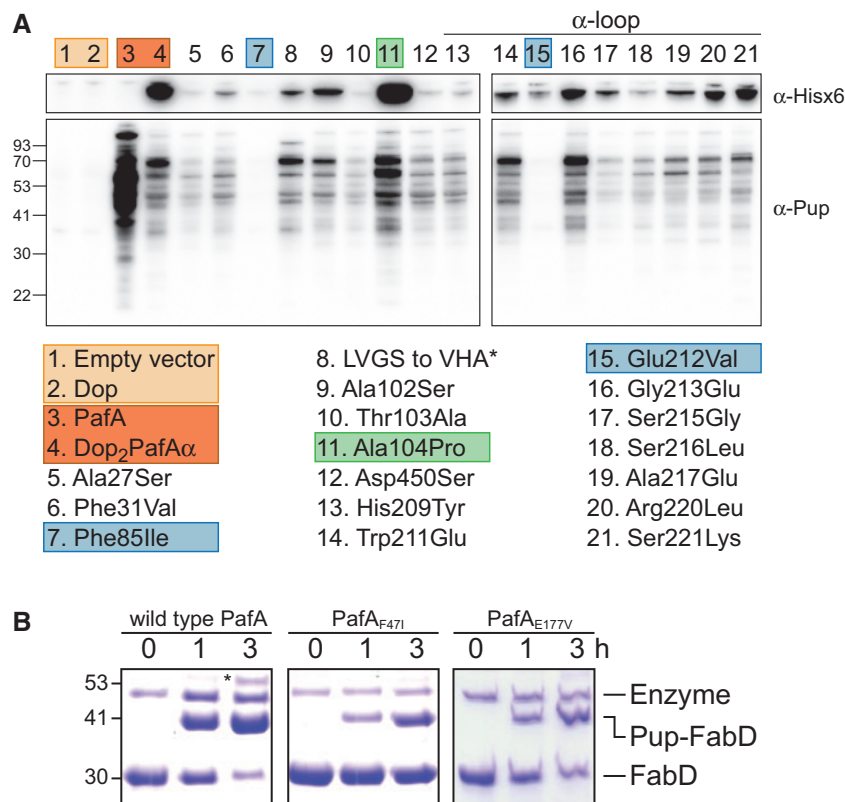 A
α-loop
1 2 3 4 5 6 7 8 9 10 11 12 13 14 15 16 17 18 19 20 21
α-Hisx6
93
70
53
41
30
22
α-Pup
1. Empty vector
2. Dop
3. PafA
4. Dop₂PafAα
5. Ala27Ser
6. Phe31Val
7. Phe85Ile
8. LVGS to VHA*
9. Ala102Ser
10. Thr103Ala
11. Ala104Pro
12. Asp450Ser
13. His209Tyr
14. Trp211Glu
15. Glu212Val
16. Gly213Glu
17. Ser215Gly
18. Ser216Leu
19. Ala217Glu
20. Arg220Leu
21. Ser221Lys
B
wild type PafA PafA_F47I PafA_E177V
0 1 3 0 1 3 0 1 3 h
53
*
41
30
Enzyme
Pup-FabD
FabD